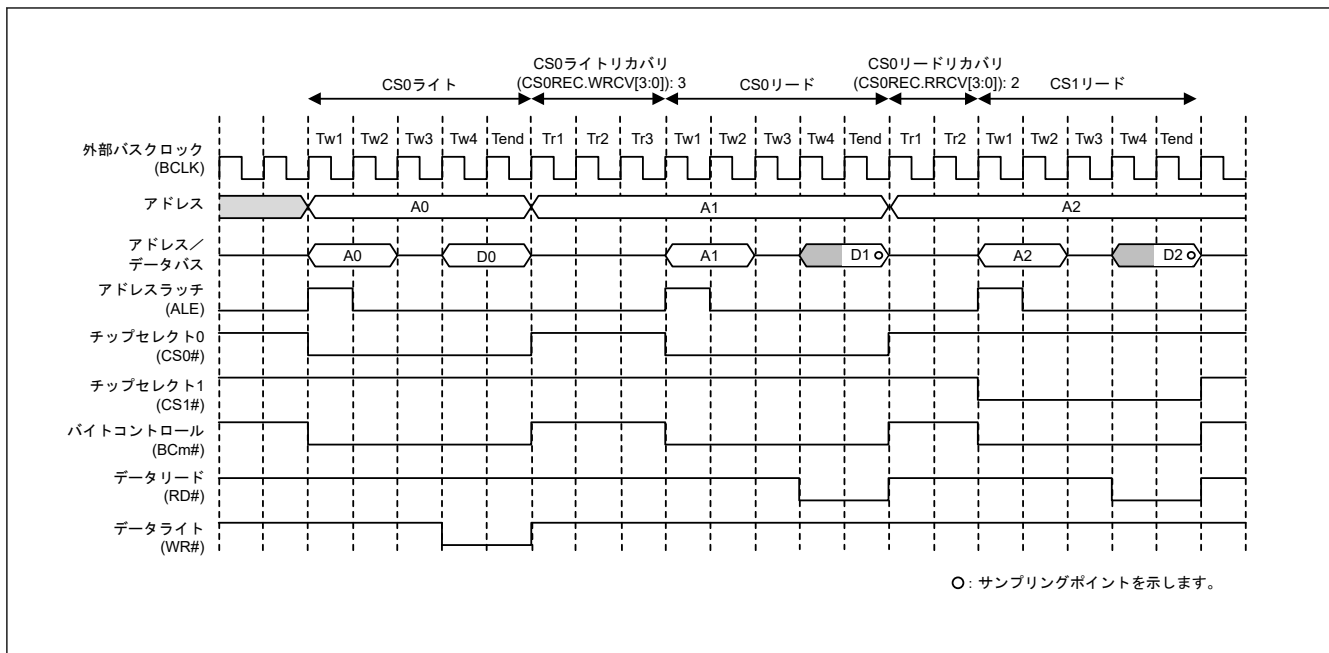 CS0ライトリカバリ
(CS0REC.WRCV[3:0]): 3
CS0リードリカバリ
(CS0REC.RRCV[3:0]): 2
CS0ライト
CS0リード
CS1リード
Tw1 Tw2 Tw3 Tw4 Tend Tr1 Tr2 Tr3 Tw1 Tw2 Tw3 Tw4 Tend Tr1 Tr2 Tw1 Tw2 Tw3 Tw4 Tend
外部バスクロック
(BCLK)
アドレス
A0 A1 A2
アドレス/
データバス
A0 D0 A1 D1 A2 D2
アドレスラッチ
(ALE)
チップセレクト0
(CS0#)
チップセレクト1
(CS1#)
バイトコントロール
(BCm#)
データリード
(RD#)
データライト
(WR#)
○: サンプリングポイントを示します。